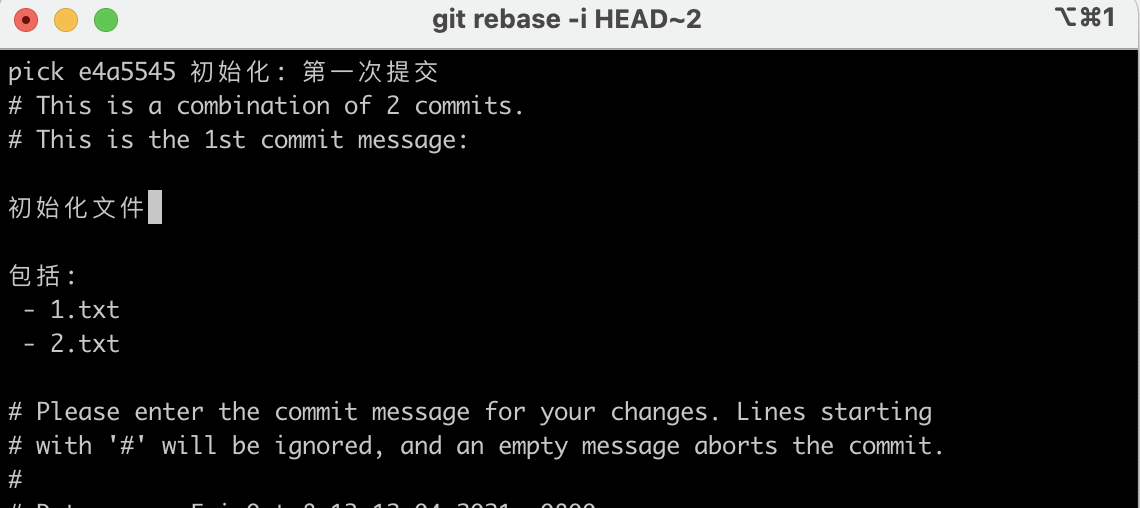 git rebase -i HEAD~2
⌥⌘1
pick e4a5545 初始化: 第一次提交
# This is a combination of 2 commits.
# This is the 1st commit message:
初始化文件
包括:
- 1.txt
- 2.txt
# Please enter the commit message for your changes. Lines starting
# with '#' will be ignored, and an empty message aborts the commit.
#